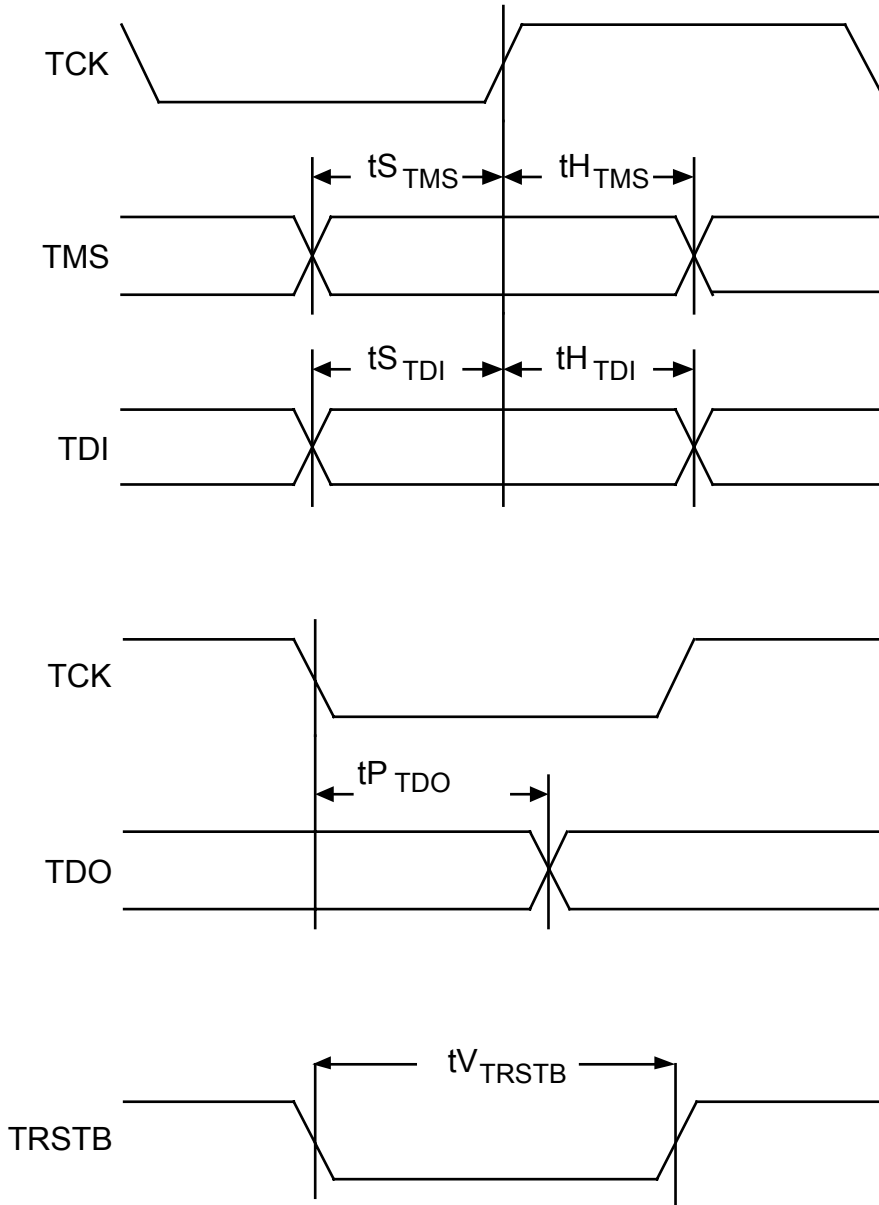 TCK
tS TMS tH TMS
TMS
tS TDI tH TDI
TDI
TCK
tP TDO
TDO
tV TRSTB
TRSTB